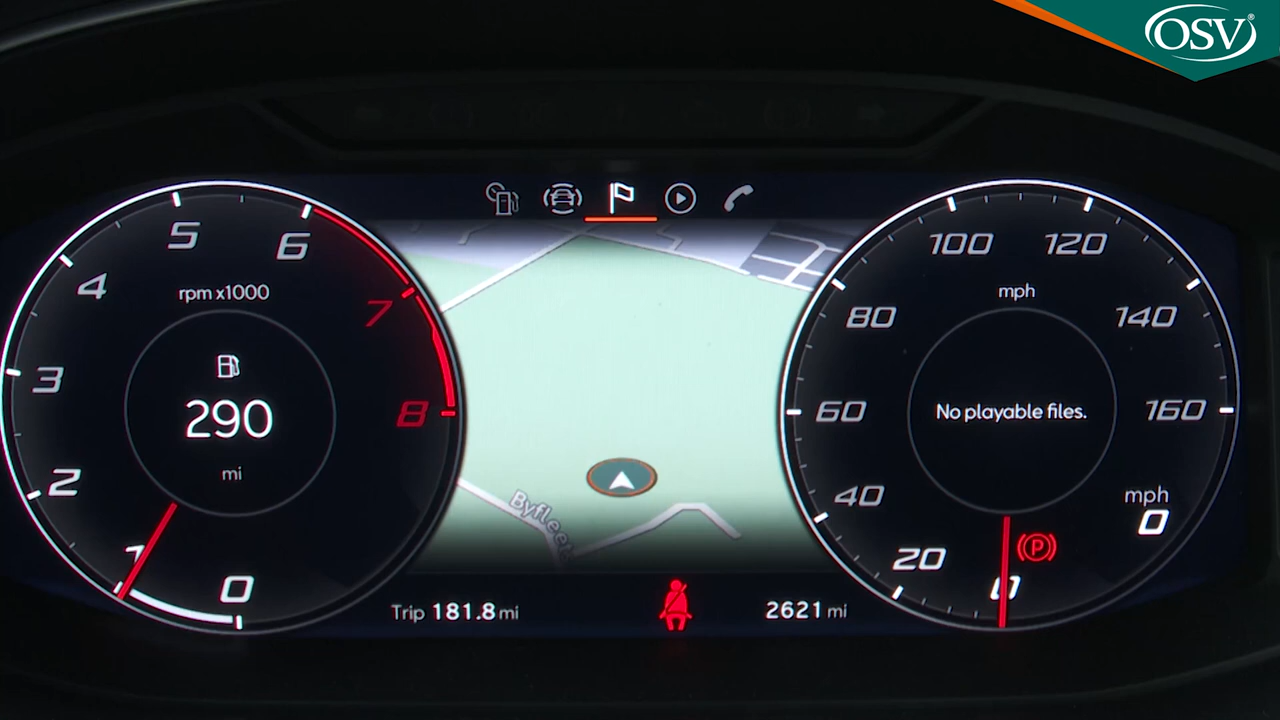 OSV®
5
6
4
7
rpm x1000
3
8
290
mi
2
1
0
Byfleet
100
120
mph
80
140
No playable files.
60
160
40
mph
0
20
P
0
Trip 181.8 mi
2621 mi